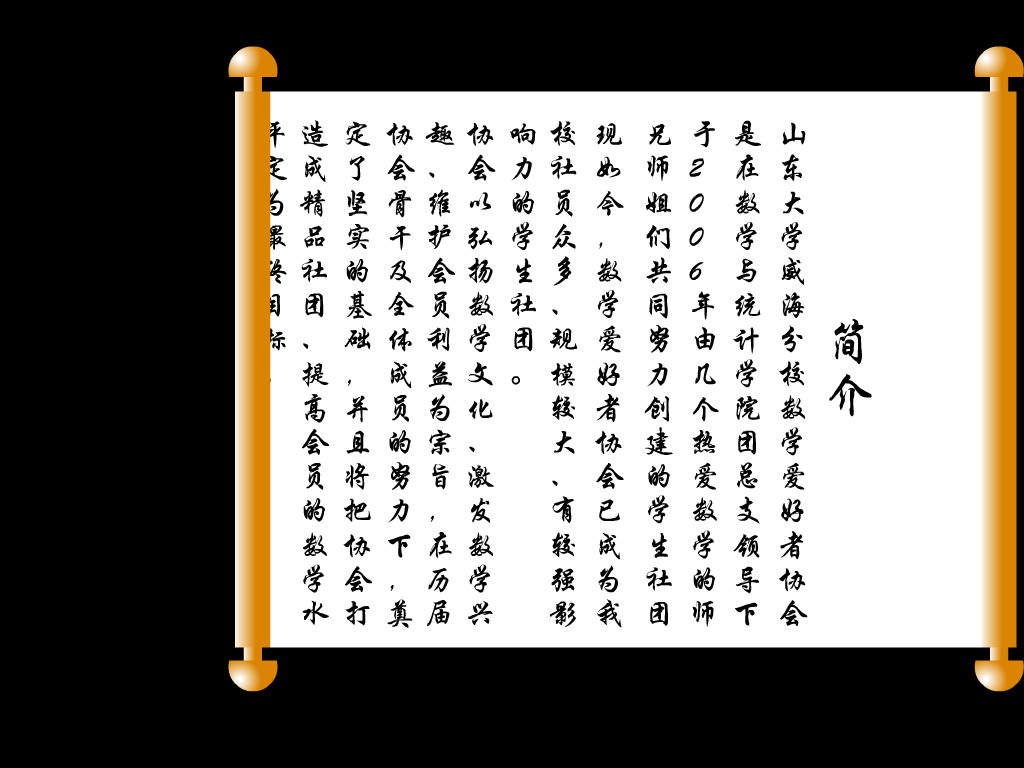 简介
山东大学威海分校数学爱好者协会
是在数学与统计学院团总支领导下
于2006年由几个热爱数学的师
兄师姐们共同努力创建的学生社团
现如今，数学爱好者协会已成为我
校社员众多、规模较大、有较强影
响力的学生社团。
协会以弘扬数学文化、激发数学兴
趣、维护会员利益为宗旨，在历届
协会骨干及全体成员的努力下，奠
定了坚实的基础，并且将把协会打
造成精品社团、提高会员的数学水
平定为最终目标。